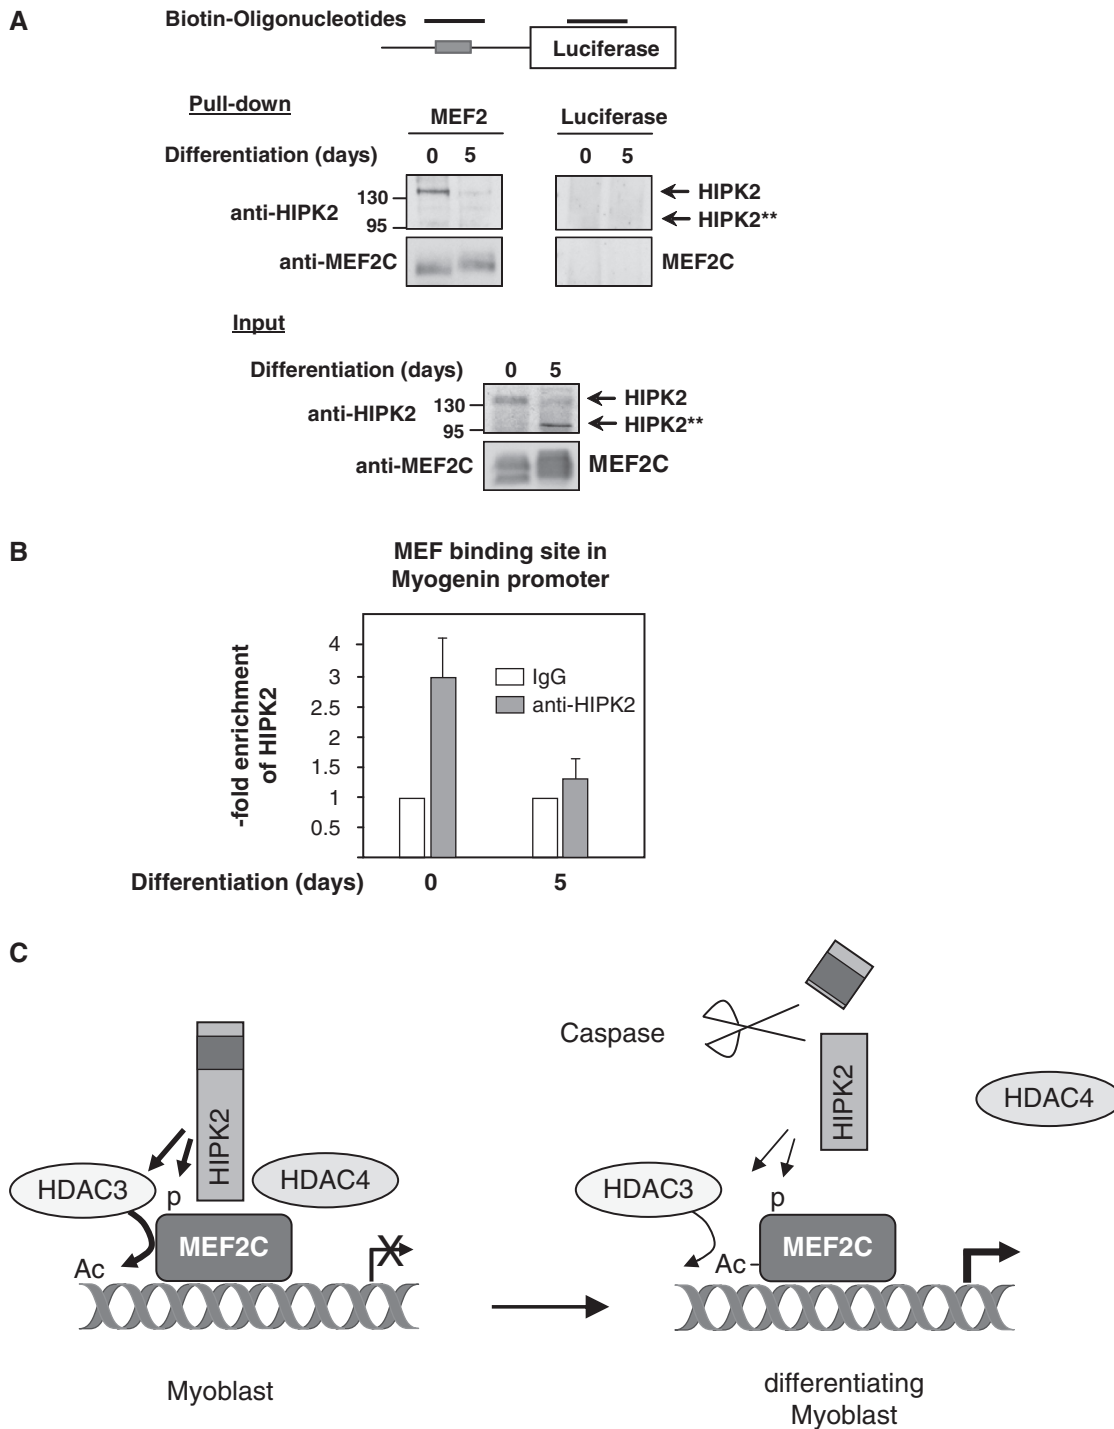 A
Biotin-Oligonucleotides
Luciferase
Pull-down
MEF2
Luciferase
Differentiation (days)
0 5
0 5
anti-HIPK2
130
95
HIPK2
HIPK2**
anti-MEF2C
MEF2C
Input
Differentiation (days)
0 5
anti-HIPK2
130
95
HIPK2
HIPK2**
anti-MEF2C
MEF2C
B
MEF binding site in
Myogenin promoter
-fold enrichment
of HIPK2
4
3
2.5
2
1.5
1
0.5
IgG
anti-HIPK2
Differentiation (days)
0 5
C
HIPK2
HDAC3
p
HDAC4
MEF2C
Ac
X
Myoblast
Caspase
HIPK2
HDAC4
HDAC3
p
MEF2C
Ac
differentiating
Myoblast